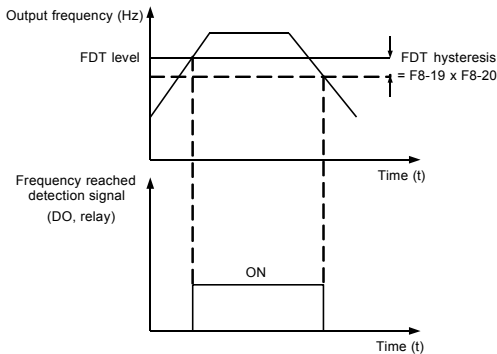 Output frequency (Hz)
FDT level
FDT hysteresis
= F8-19 x F8-20
Time (t)
Frequency reached
detection signal
(DO, relay)
ON
Time (t)